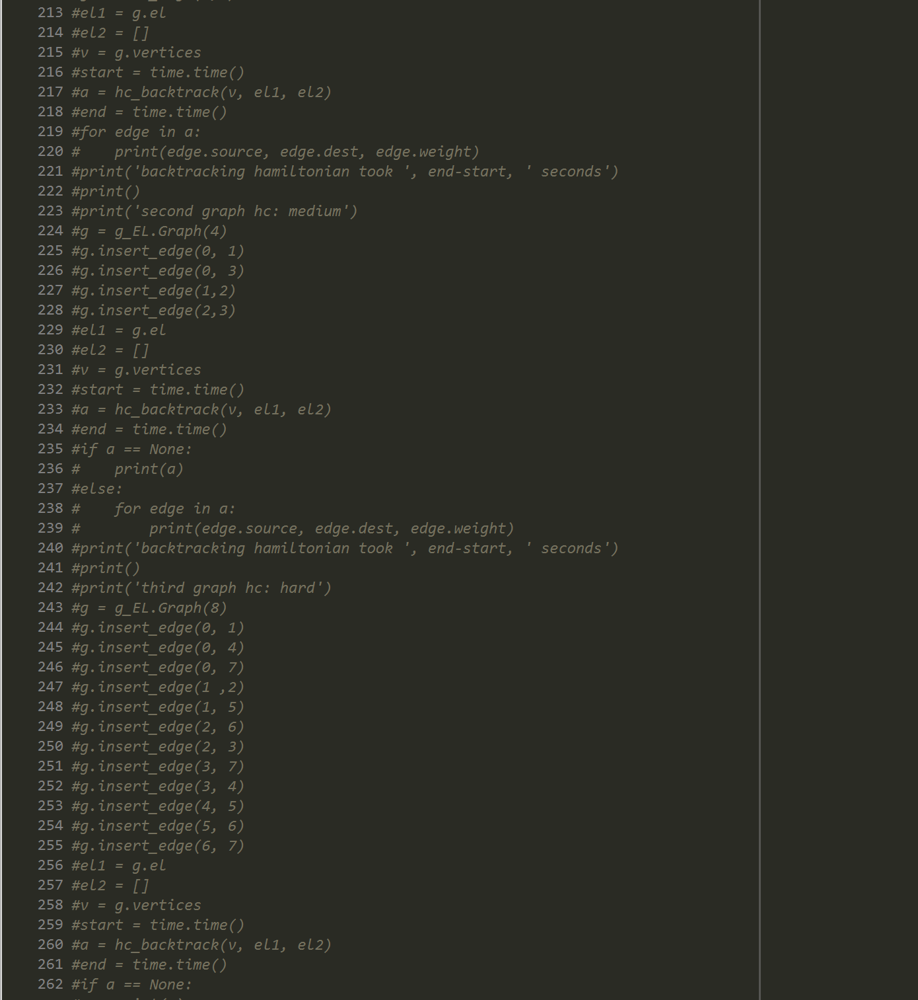 213 #el1 = g.el
214 #el2 = []
215 #v = g.vertices
216 #start = time.time()
217 #a = hc_backtrack(v, el1, el2)
218 #end = time.time()
219 #for edge in a:
220 #    print(edge.source, edge.dest, edge.weight)
221 #print('backtracking hamiltonian took ', end-start, ' seconds')
222 #print()
223 #print('second graph hc: medium')
224 #g = g_EL.Graph(4)
225 #g.insert_edge(0, 1)
226 #g.insert_edge(0, 3)
227 #g.insert_edge(1,2)
228 #g.insert_edge(2,3)
229 #el1 = g.el
230 #el2 = []
231 #v = g.vertices
232 #start = time.time()
233 #a = hc_backtrack(v, el1, el2)
234 #end = time.time()
235 #if a == None:
236 #    print(a)
237 #else:
238 #    for edge in a:
239 #        print(edge.source, edge.dest, edge.weight)
240 #print('backtracking hamiltonian took ', end-start, ' seconds')
241 #print()
242 #print('third graph hc: hard')
243 #g = g_EL.Graph(8)
244 #g.insert_edge(0, 1)
245 #g.insert_edge(0, 4)
246 #g.insert_edge(0, 7)
247 #g.insert_edge(1 ,2)
248 #g.insert_edge(1, 5)
249 #g.insert_edge(2, 6)
250 #g.insert_edge(2, 3)
251 #g.insert_edge(3, 7)
252 #g.insert_edge(3, 4)
253 #g.insert_edge(4, 5)
254 #g.insert_edge(5, 6)
255 #g.insert_edge(6, 7)
256 #el1 = g.el
257 #el2 = []
258 #v = g.vertices
259 #start = time.time()
260 #a = hc_backtrack(v, el1, el2)
261 #end = time.time()
262 #if a == None: